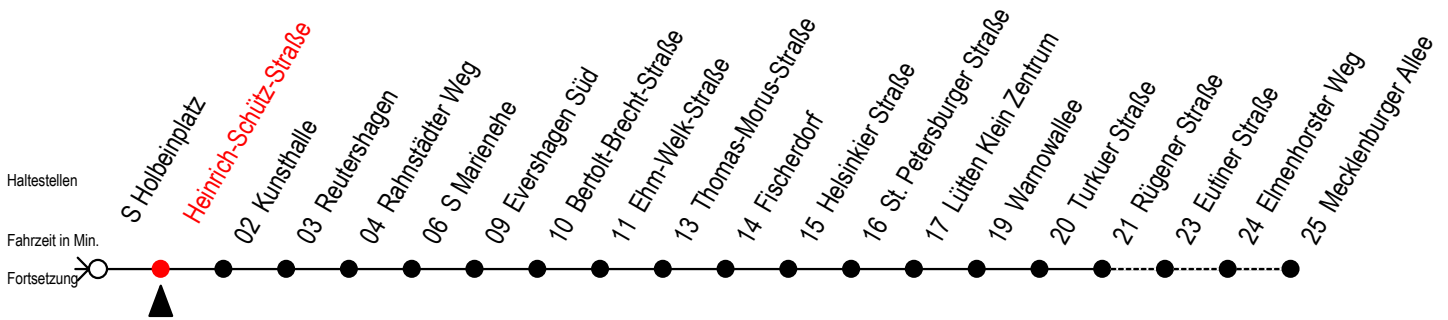 S Holbeinplatz
Heinrich-Schütz-Straße
02 Kunsthalle
03 Reutershagen
04 Rahnstädter Weg
06 S Marienehe
09 Evershagen Süd
10 Bertolt-Brecht-Straße
11 Ehm-Welk-Straße
13 Thomas-Morus-Straße
14 Fischerdorf
15 Helsinkier Straße
16 St. Petersburger Straße
17 Lütten Klein Zentrum
19 Warnowallee
20 Turkuer Straße
21 Rügener Straße
23 Eutiner Straße
24 Elmenhorster Weg
25 Mecklenburger Allee
Haltestellen
Fahrzeit in Min.
Fortsetzung